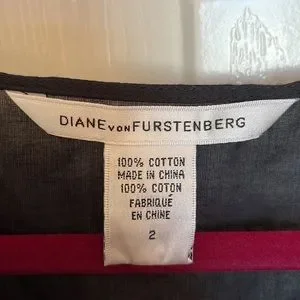 DIANE VON FURSTENBERG
100% COTTON
MADE IN CHINA
100% COTON
FABRIQUÉ
EN CHINE
2